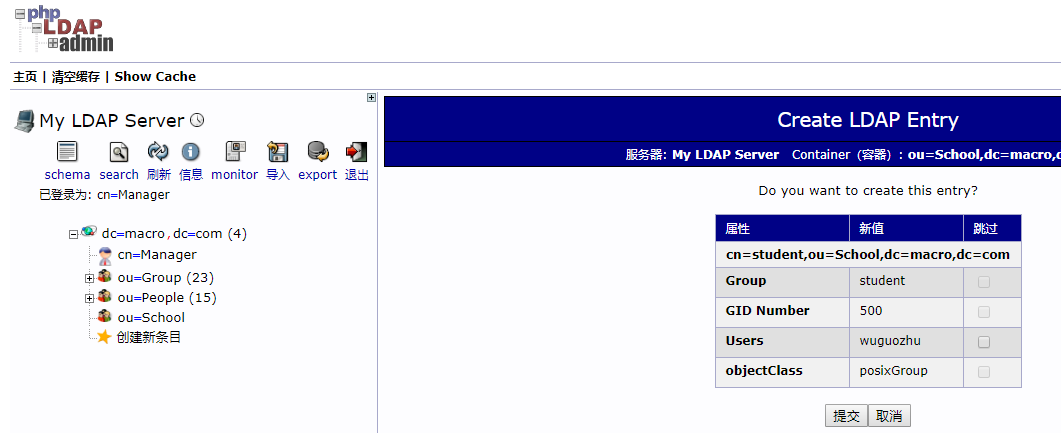 php
LDAP
admin
主页 | 清空缓存 | Show Cache
My LDAP Server
schema search 刷新 信息 monitor 导入 export 退出
已登录为: cn=Manager
dc=macro,dc=com (4)
cn=Manager
ou=Group (23)
ou=People (15)
ou=School
创建新条目
Create LDAP Entry
服务器: My LDAP Server Container (容器) : ou=School,dc=macro,
Do you want to create this entry?
属性 新值 跳过
cn=student,ou=School,dc=macro,dc=com
Group student
GID Number 500
Users wuguozhu
objectClass posixGroup
提交 取消